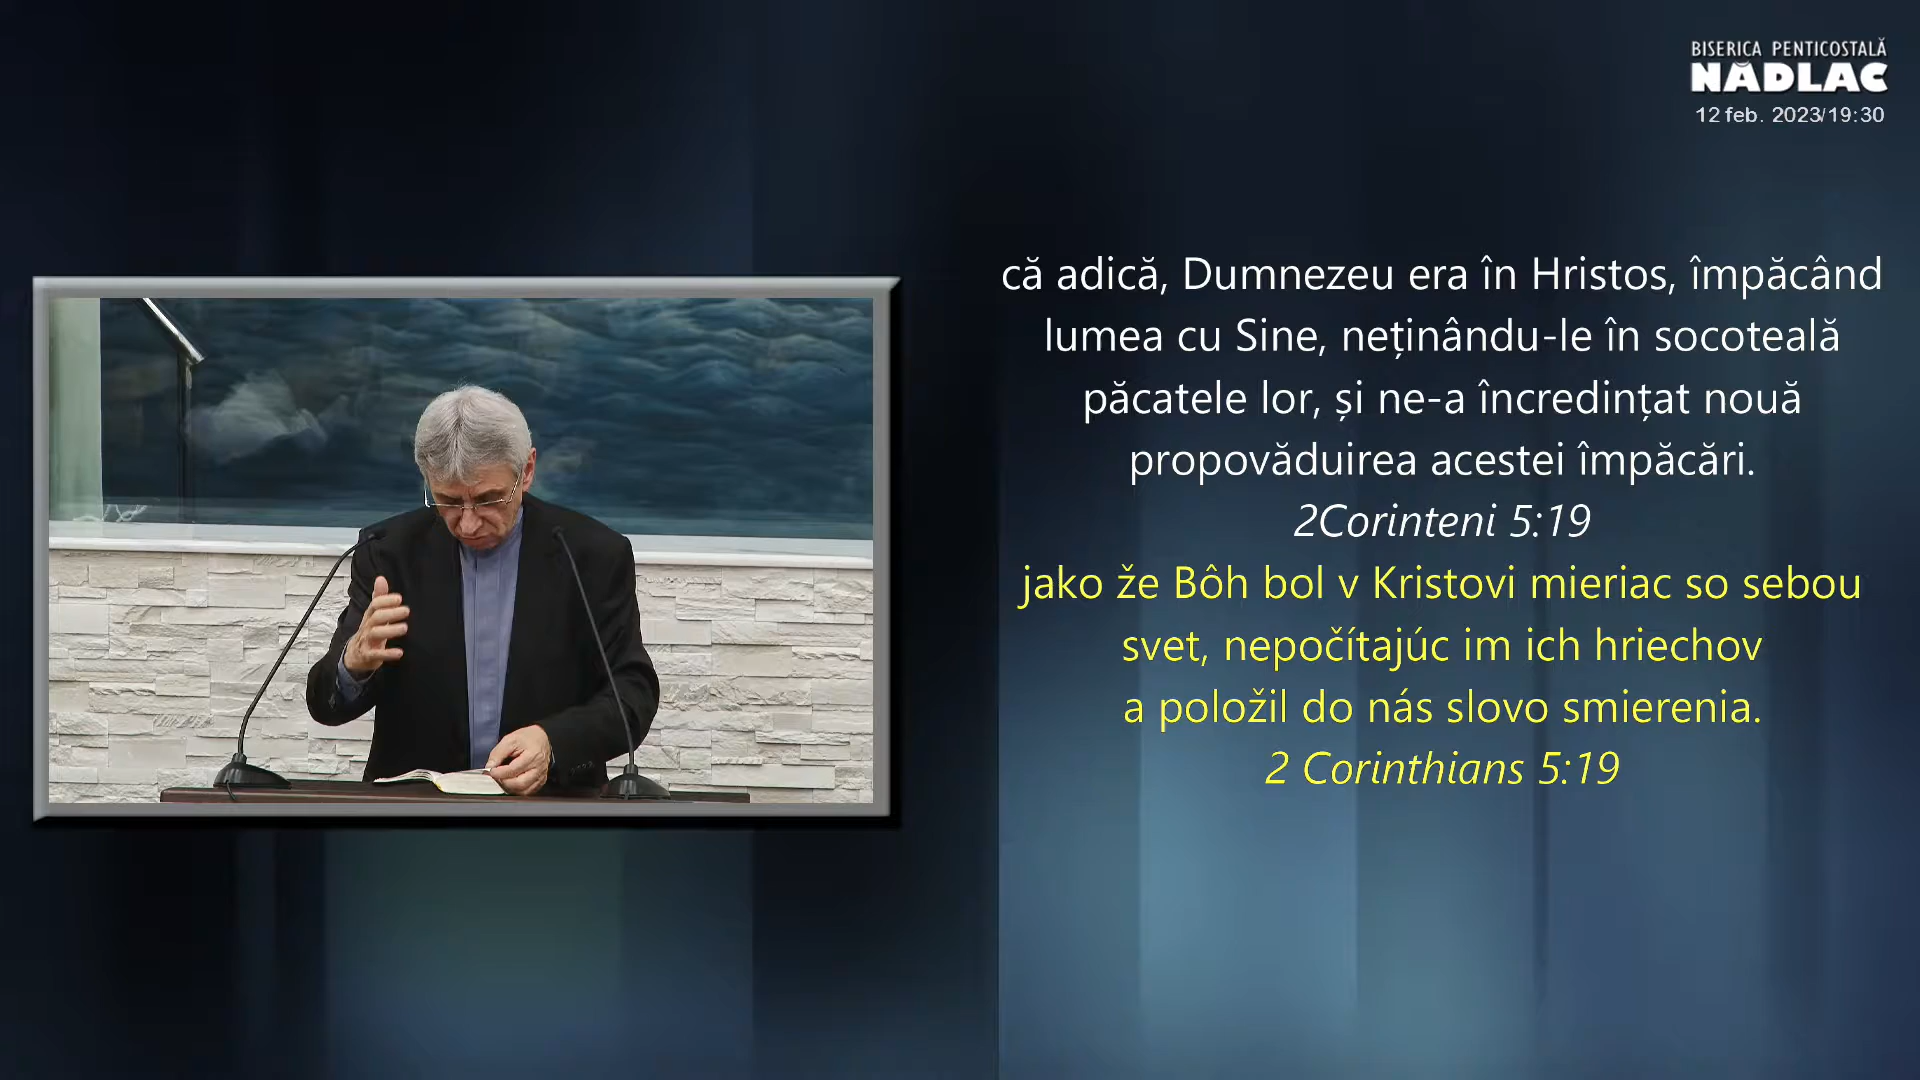 BISERICA PENTICOSTALĂ
NĂDLAC
12 feb. 2023/19:30
că adică, Dumnezeu era în Hristos, împăcând
lumea cu Sine, neținându-le în socoteală
păcatele lor, și ne-a încredințat nouă
propovăduirea acestei împăcări.
2Corinteni 5:19
jako že Bôh bol v Kristovi mieriac so sebou
svet, nepočítajúc im ich hriechov
a položil do nás slovo smierenia.
2 Corinthians 5:19